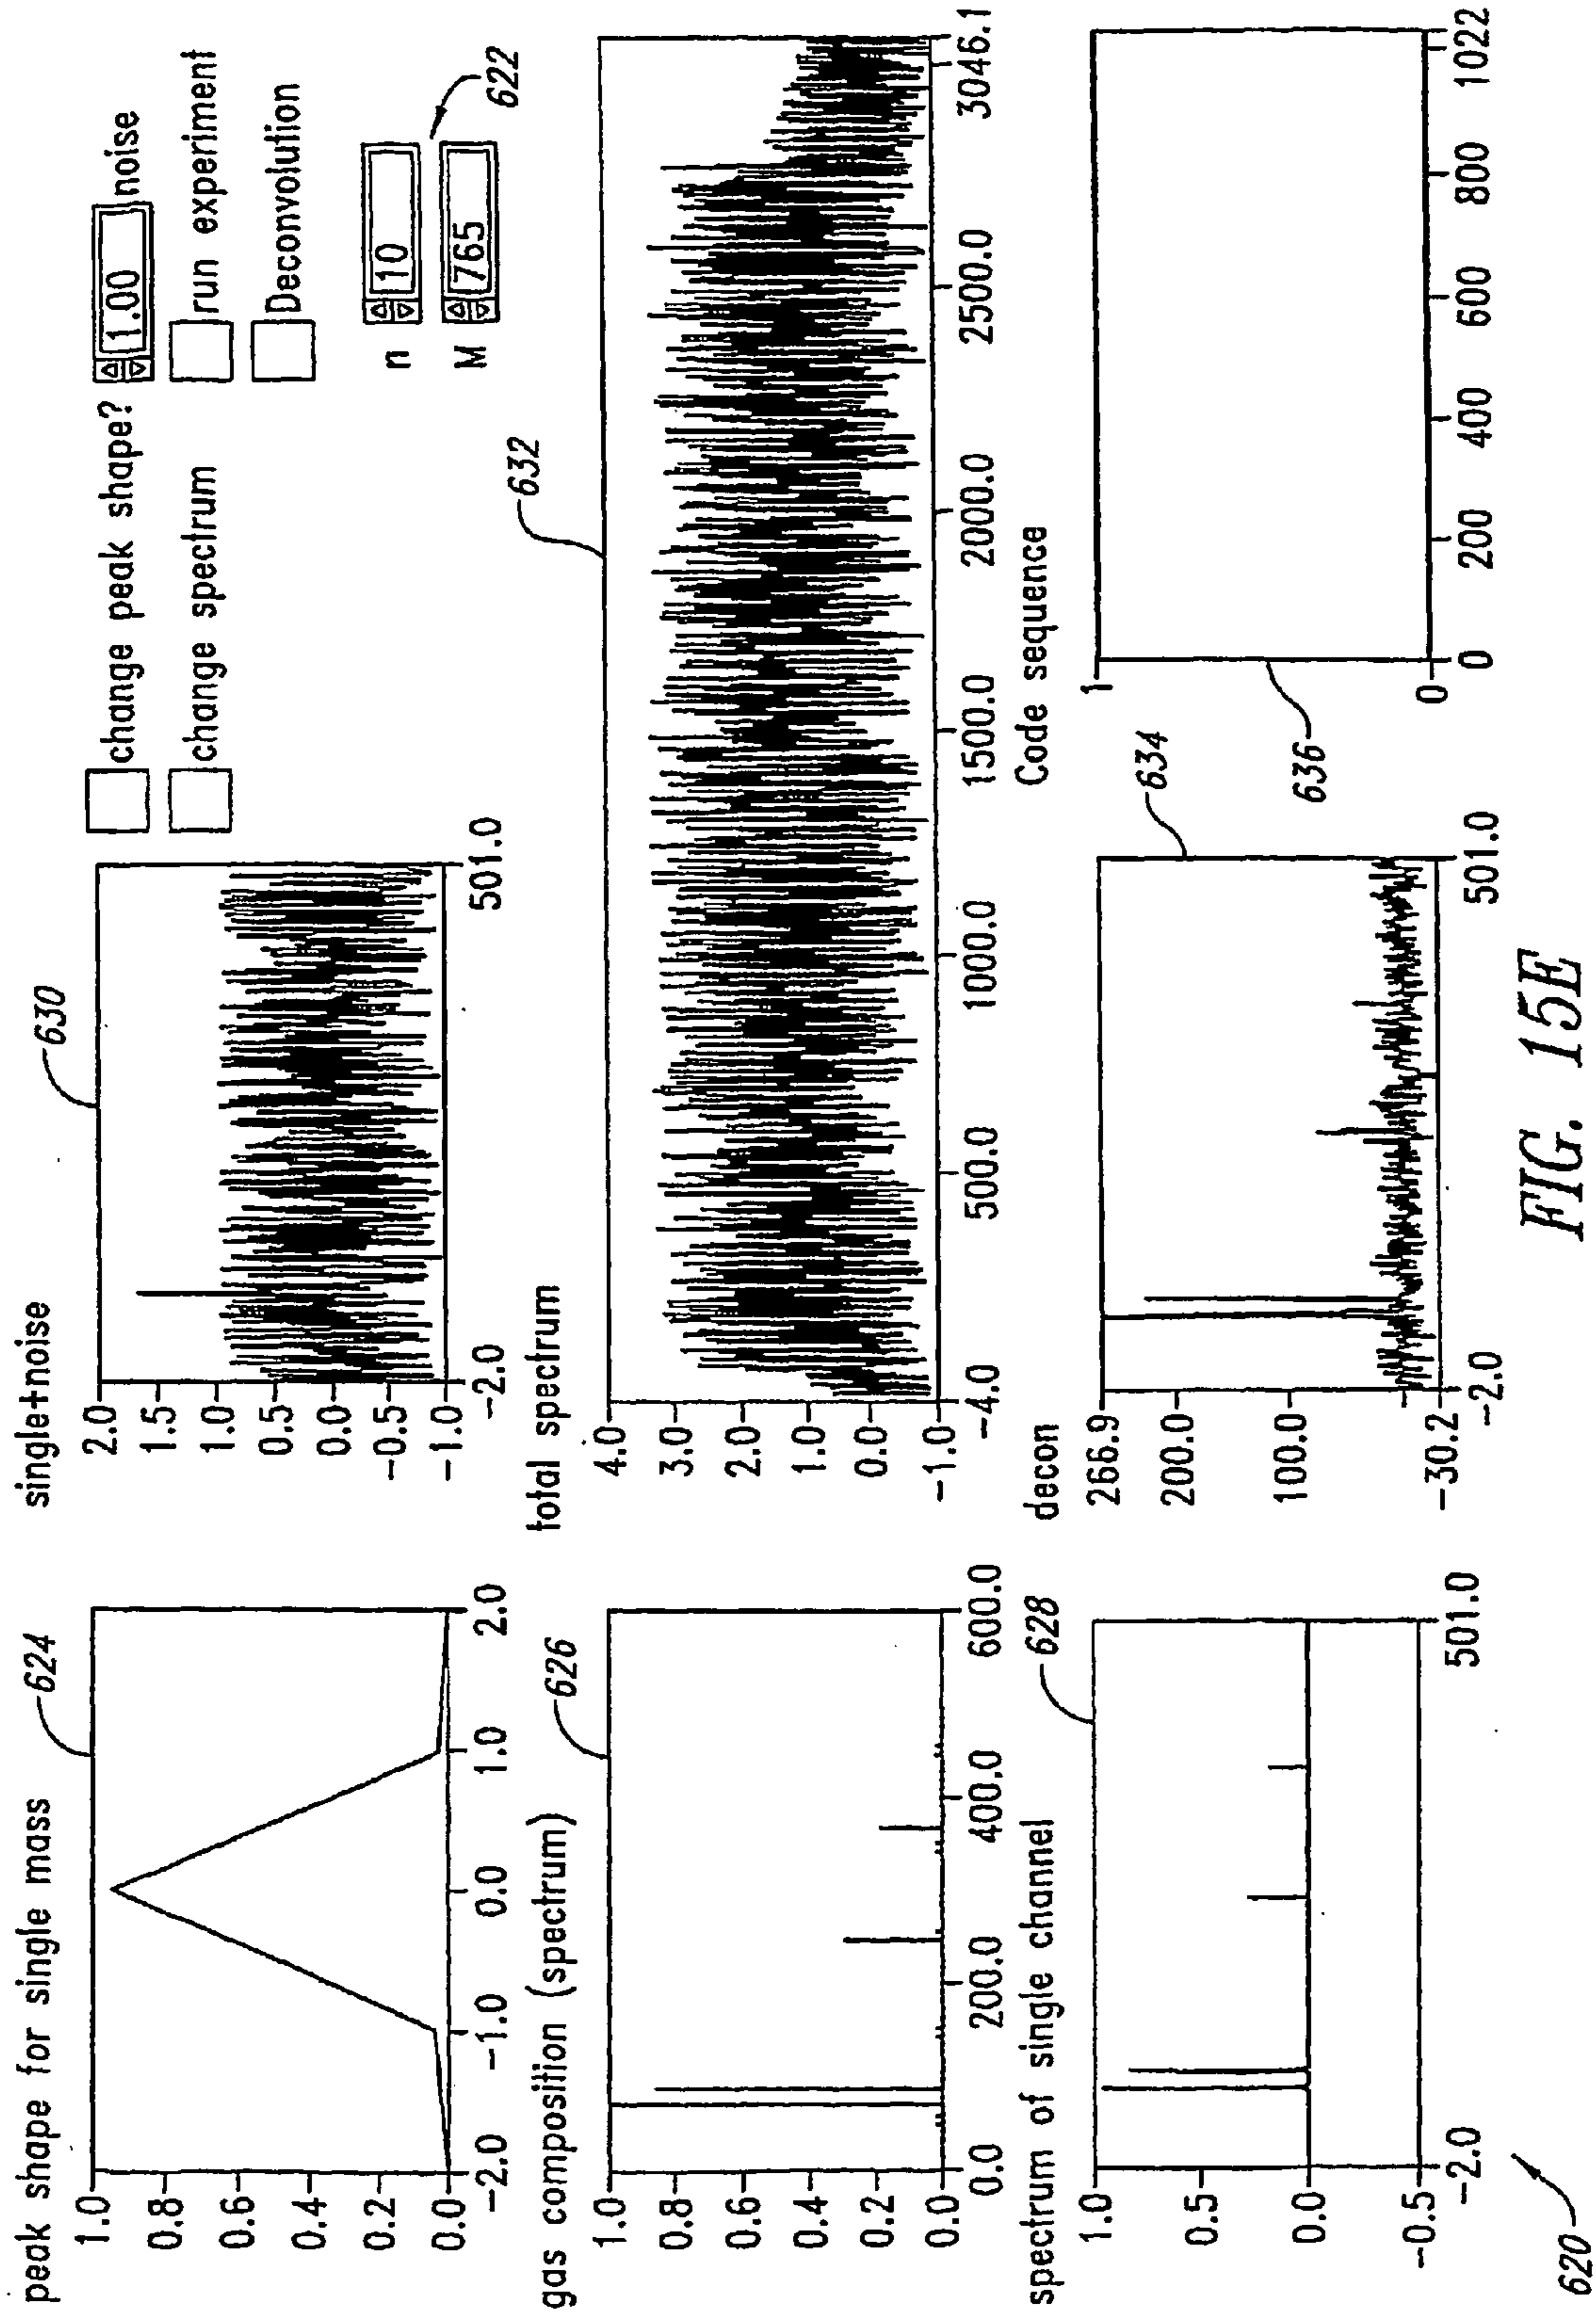 peak shape for single mass
624
1.0
0.8
0.6
0.4
0.2
0.0
-2.0 -1.0 0.0 1.0 2.0
single+noise
630
2.0
1.5
1.0
0.5
0.0
-0.5
-1.0
-2.0 501.0
change peak shape?
change spectrum
1.00 noise
run experiment
Deconvolution
n 10
M 765
622
gas composition (spectrum)
626
1.0
0.8
0.6
0.4
0.2
0.0
0.0 200.0 400.0 600.0
total spectrum
632
4.0
3.0
2.0
1.0
0.0
-1.0
-4.0 500.0 1000.0 1500.0 2000.0 2500.0 3046.1
spectrum of single channel
628
1.0
0.5
0.0
-0.5
-2.0 501.0
decon
634
266.9
200.0
100.0
-30.2
-2.0 501.0
Code sequence
636
1
0
0 200 400 600 800 1022
620
FIG. 15E